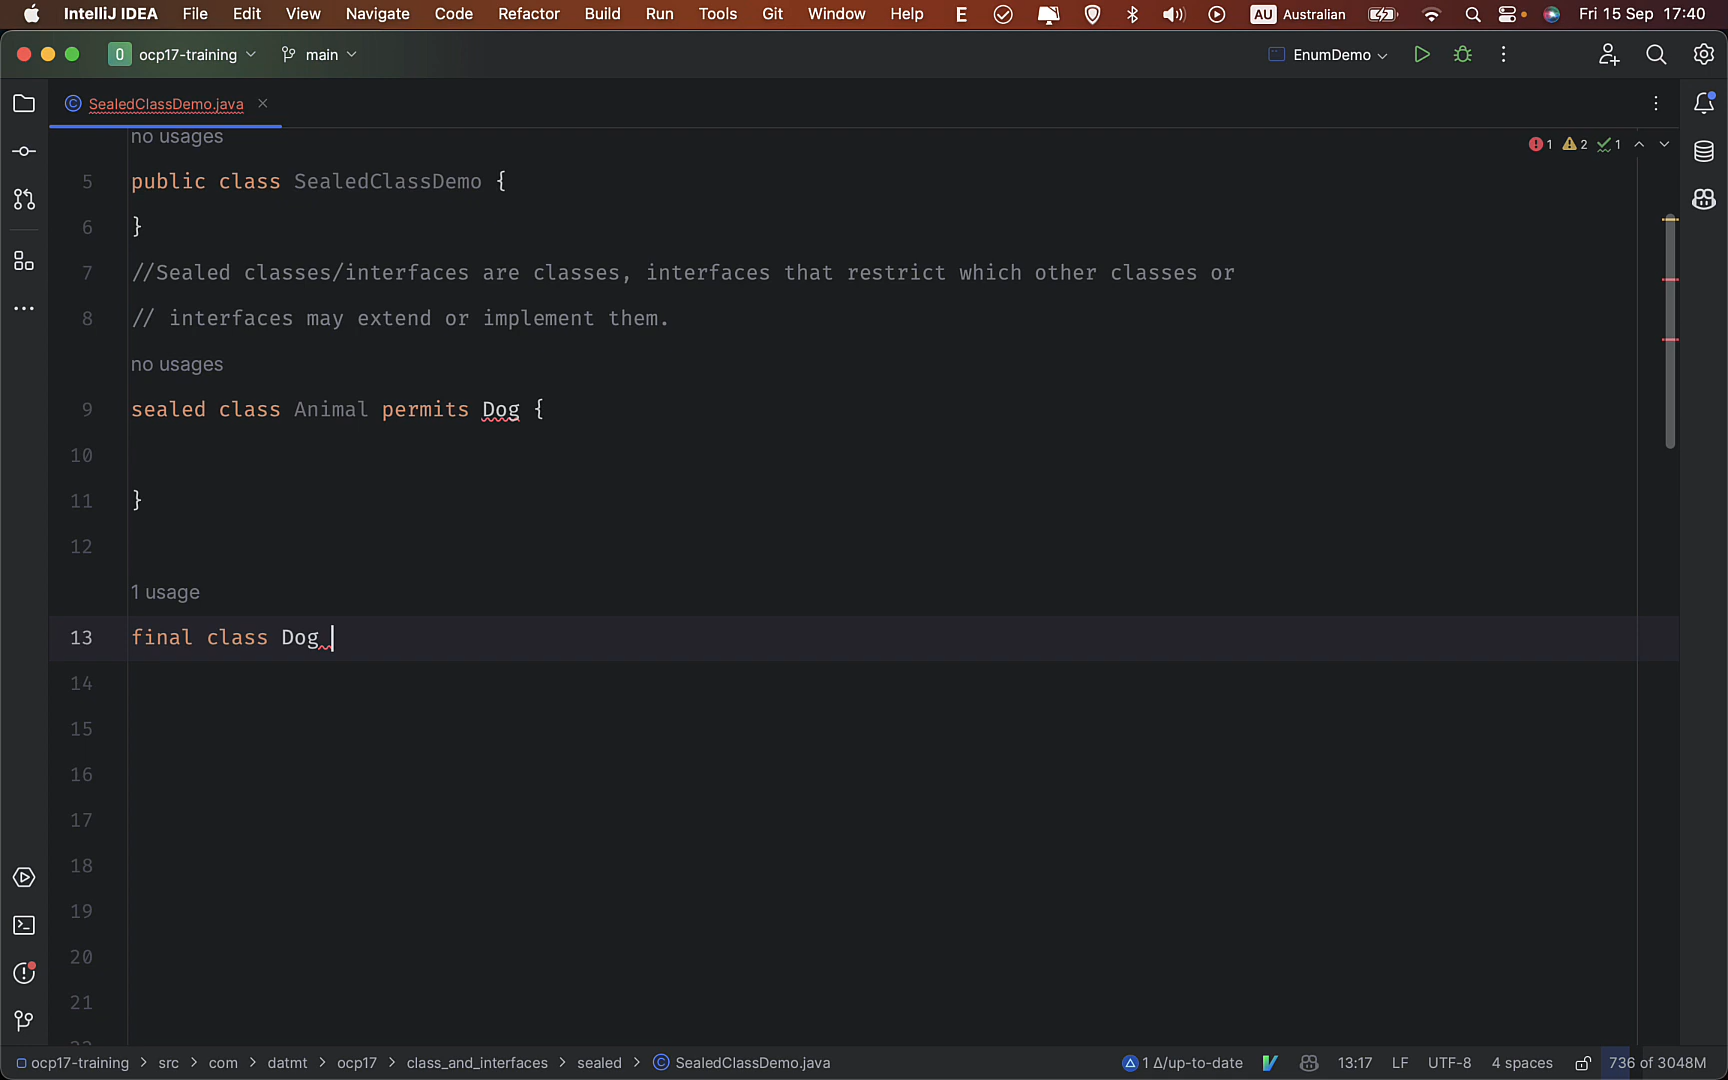 IntelliJ IDEA File Edit View Navigate Code Refactor Build Run Tools Git Window Help E AU Australian Fri 15 Sep 17:40
0 ocp17-training main EnumDemo
SealedClassDemo.java
no usages
1 2 1
5 public class SealedClassDemo {
6 }
7 //Sealed classes/interfaces are classes, interfaces that restrict which other classes or
8 // interfaces may extend or implement them.
no usages
9 sealed class Animal permits Dog {
10
11 }
12
1 usage
13 final class Dog
14
15
16
17
18
19
20
21
ocp17-training > src > com > datmt > ocp17 > class_and_interfaces > sealed > SealedClassDemo.java 1 Δ/up-to-date 13:17 LF UTF-8 4 spaces 736 of 3048M